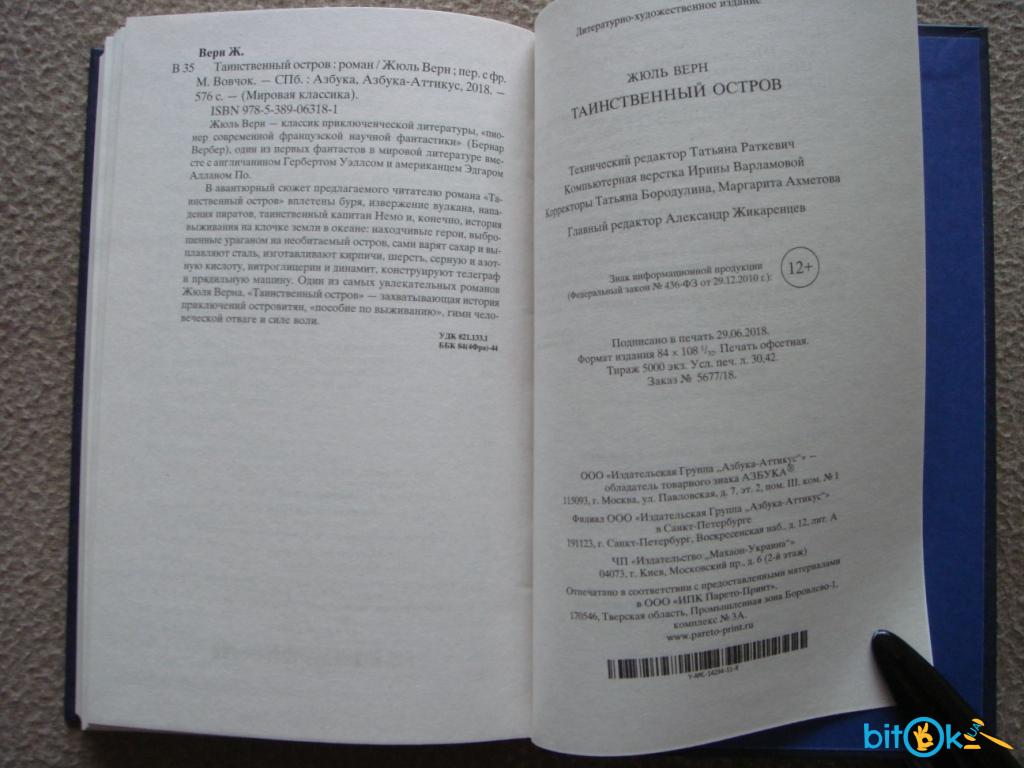 Верн Ж.
В 35 Таинственный остров : роман / Жюль Верн ; пер. с фр.
М. Вовчок. — СПб. : Азбука, Азбука-Аттикус, 2018. —
576 с. — (Мировая классика).
ISBN 978-5-389-06318-1
Жюль Верн — классик приключенческой литературы, «пио-
нер современной французской научной фантастики» (Бернар
Вербер), один из первых фантастов в мировой литературе вме-
сте с англичанином Гербертом Уэллсом и американцем Эдгаром
Алланом По.
В авантюрный сюжет предлагаемого читателю романа «Та-
инственный остров» вплетены буря, извержение вулкана, напа-
дения пиратов, таинственный капитан Немо и, конечно, история
выживания на клочке земли в океане: находчивые герои, выбро-
шенные ураганом на необитаемый остров, сами варят сахар и вы-
плавляют сталь, изготавливают кирпичи, шерсть, серную и азот-
ную кислоту, нитроглицерин и динамит, конструируют телеграф
и прядильную машину. Один из самых увлекательных романов
Жюля Верна. «Таинственный остров» — захватывающая история
приключений островитян, «пособие по выживанию», гимн чело-
веческой отваге и силе воли.
УДК 821.133.1
ББК 84(4Фра)-44
Литературно-художественное издание
ЖЮЛЬ ВЕРН
ТАИНСТВЕННЫЙ ОСТРОВ
Технический редактор Татьяна Раткевич
Компьютерная верстка Ирины Варламовой
Корректоры Татьяна Бородулина, Маргарита Ахметова
Главный редактор Александр Жикаренцев
Знак информационной продукции
(Федеральный закон № 436-ФЗ от 29.12.2010 г.):
12+
Подписано в печать 29.06.2018.
Формат издания 84 × 108 1/32. Печать офсетная.
Тираж 5000 экз. Усл. печ. л. 30,42.
Заказ № 5677/18.
ООО «Издательская Группа „Азбука-Аттикус“» —
обладатель товарного знака АЗБУКА®
115093, г. Москва, ул. Павловская, д. 7, эт. 2, пом. III, ком. № 1
Филиал ООО «Издательская Группа „Азбука-Аттикус“»
в Санкт-Петербурге
191123, г. Санкт-Петербург, Воскресенская наб., д. 12, лит. А
ЧП «Издательство „Махаон-Украина“»
04073, г. Киев, Московский пр., д. 6 (2-й этаж)
Отпечатано в соответствии с предоставленными материалами
в ООО «ИПК Парето-Принт».
170546, Тверская область, Промышленная зона Боровлево-1,
комплекс № 3А.
www.pareto-print.ru
Y-AMC-14294-11-R
bitok.ua